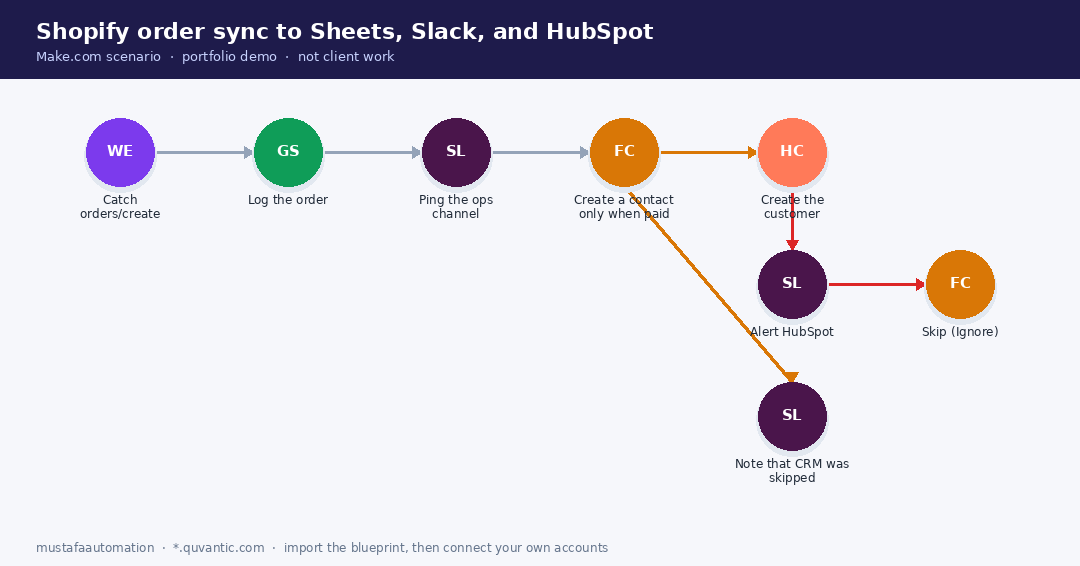 Shopify order sync to Sheets, Slack, and HubSpot
Make.com scenario · portfolio demo · not client work
WE
GS
SL
FC
HC
Catch
orders/create
Log the order
Ping the ops
channel
Create a contact
only when paid
Create the
customer
SL
FC
Alert HubSpot
Skip (Ignore)
SL
Note that CRM was
skipped
mustafaautomation · *.quvantic.com · import the blueprint, then connect your own accounts